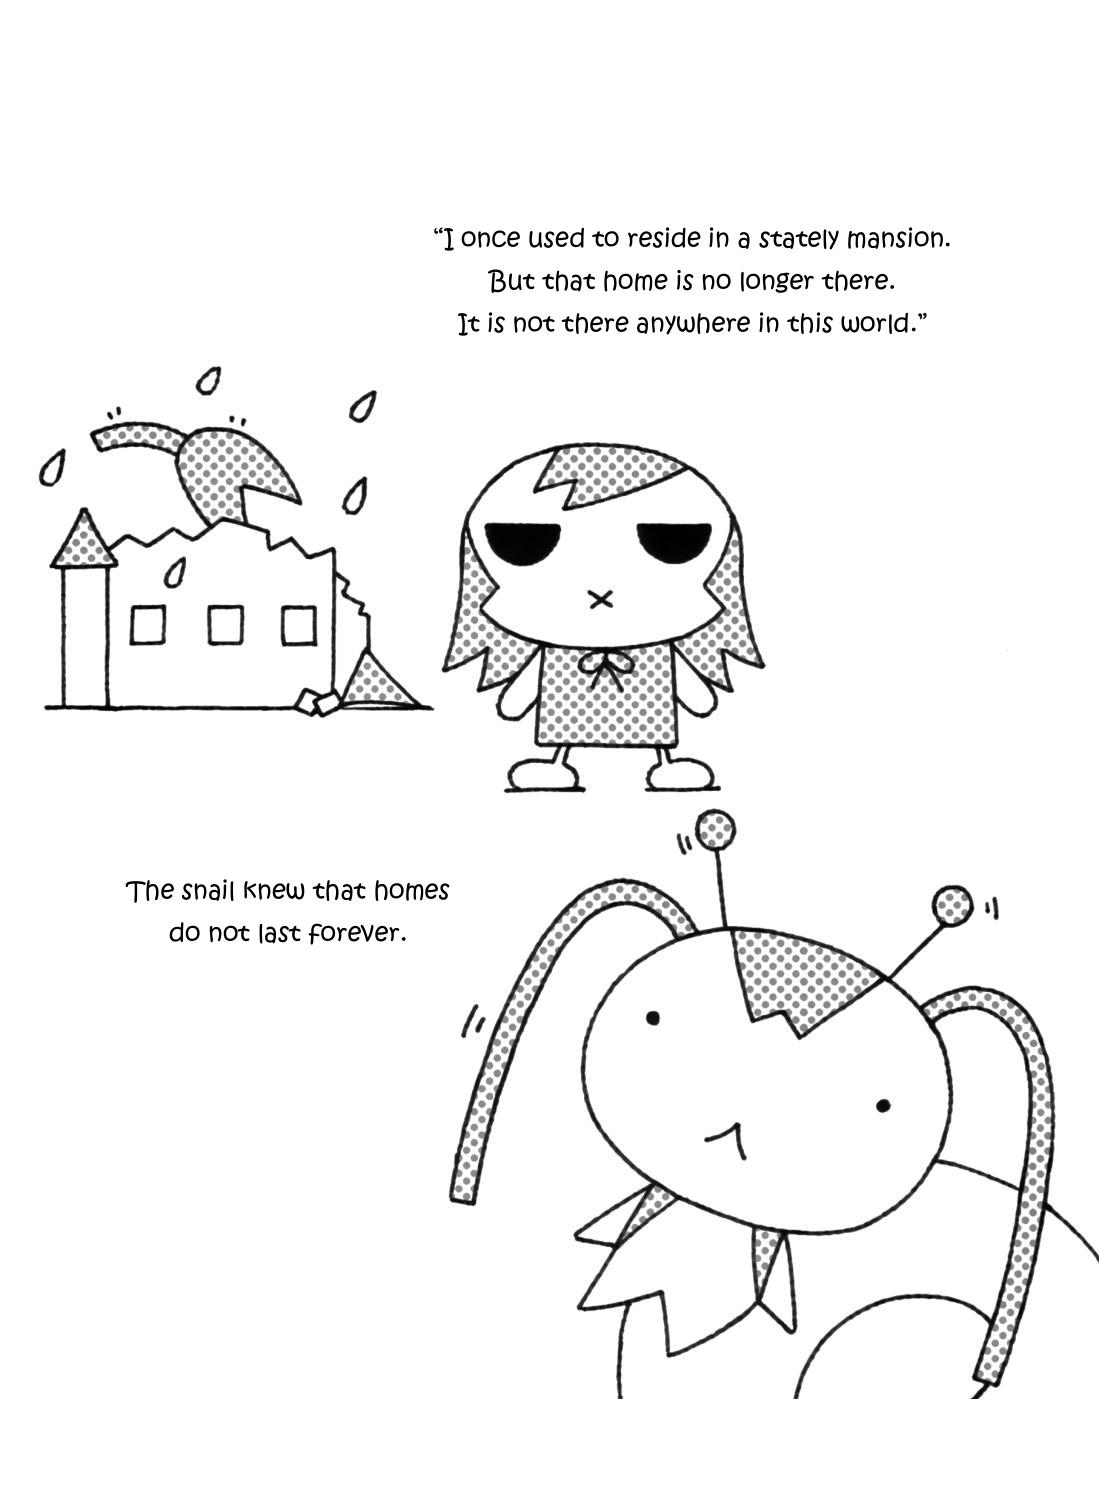 “I once used to reside in a stately mansion.
But that home is no longer there.
It is not there anywhere in this world.”
The snail knew that homes
do not last forever.